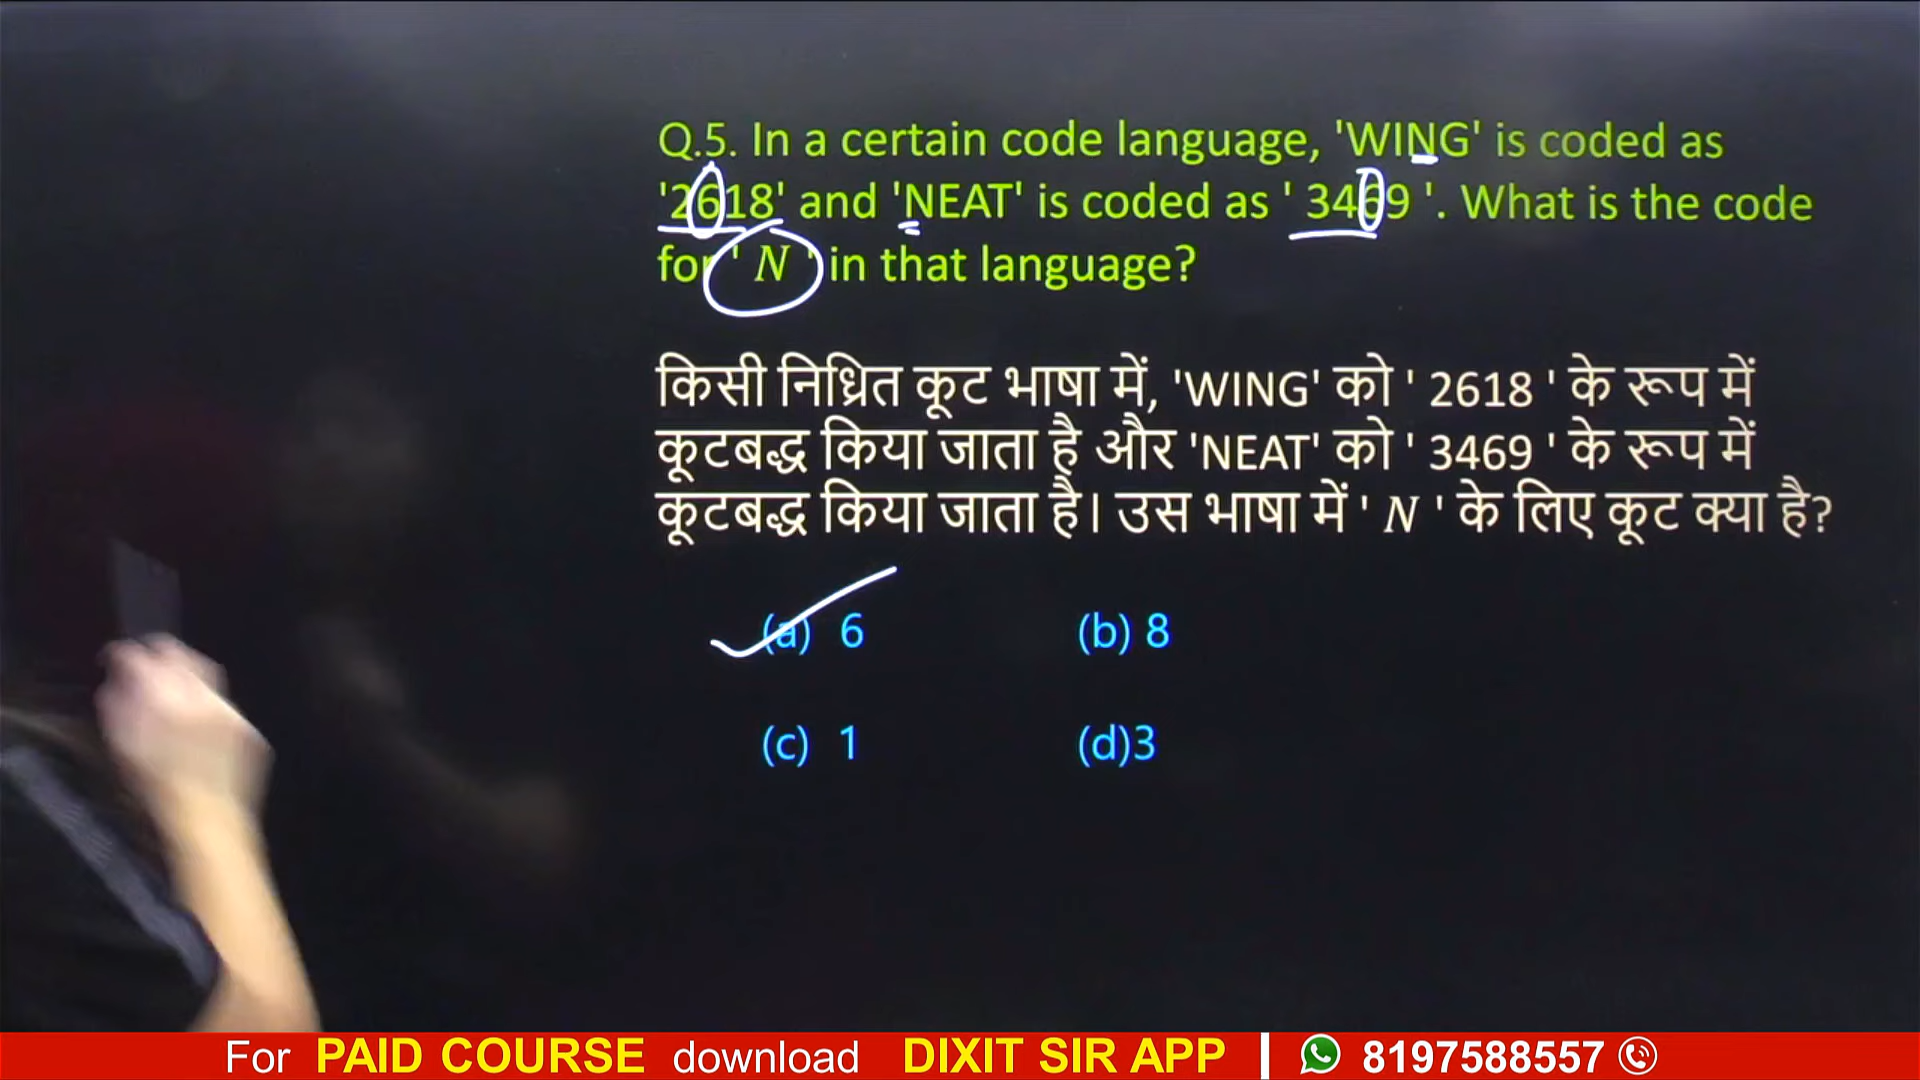 Q.5. In a certain code language, 'WING' is coded as
'2618' and 'NEAT' is coded as ' 3469 '. What is the code
for ' N ' in that language?
किसी निध्रित कूट भाषा में, 'WING' को ' 2618 ' के रूप में
कूटबद्ध किया जाता है और 'NEAT' को ' 3469 ' के रूप में
कूटबद्ध किया जाता है। उस भाषा में ' N ' के लिए कूट क्या है?
(a) 6 (b) 8
(c) 1 (d)3
For PAID COURSE download DIXIT SIR APP | 8197588557